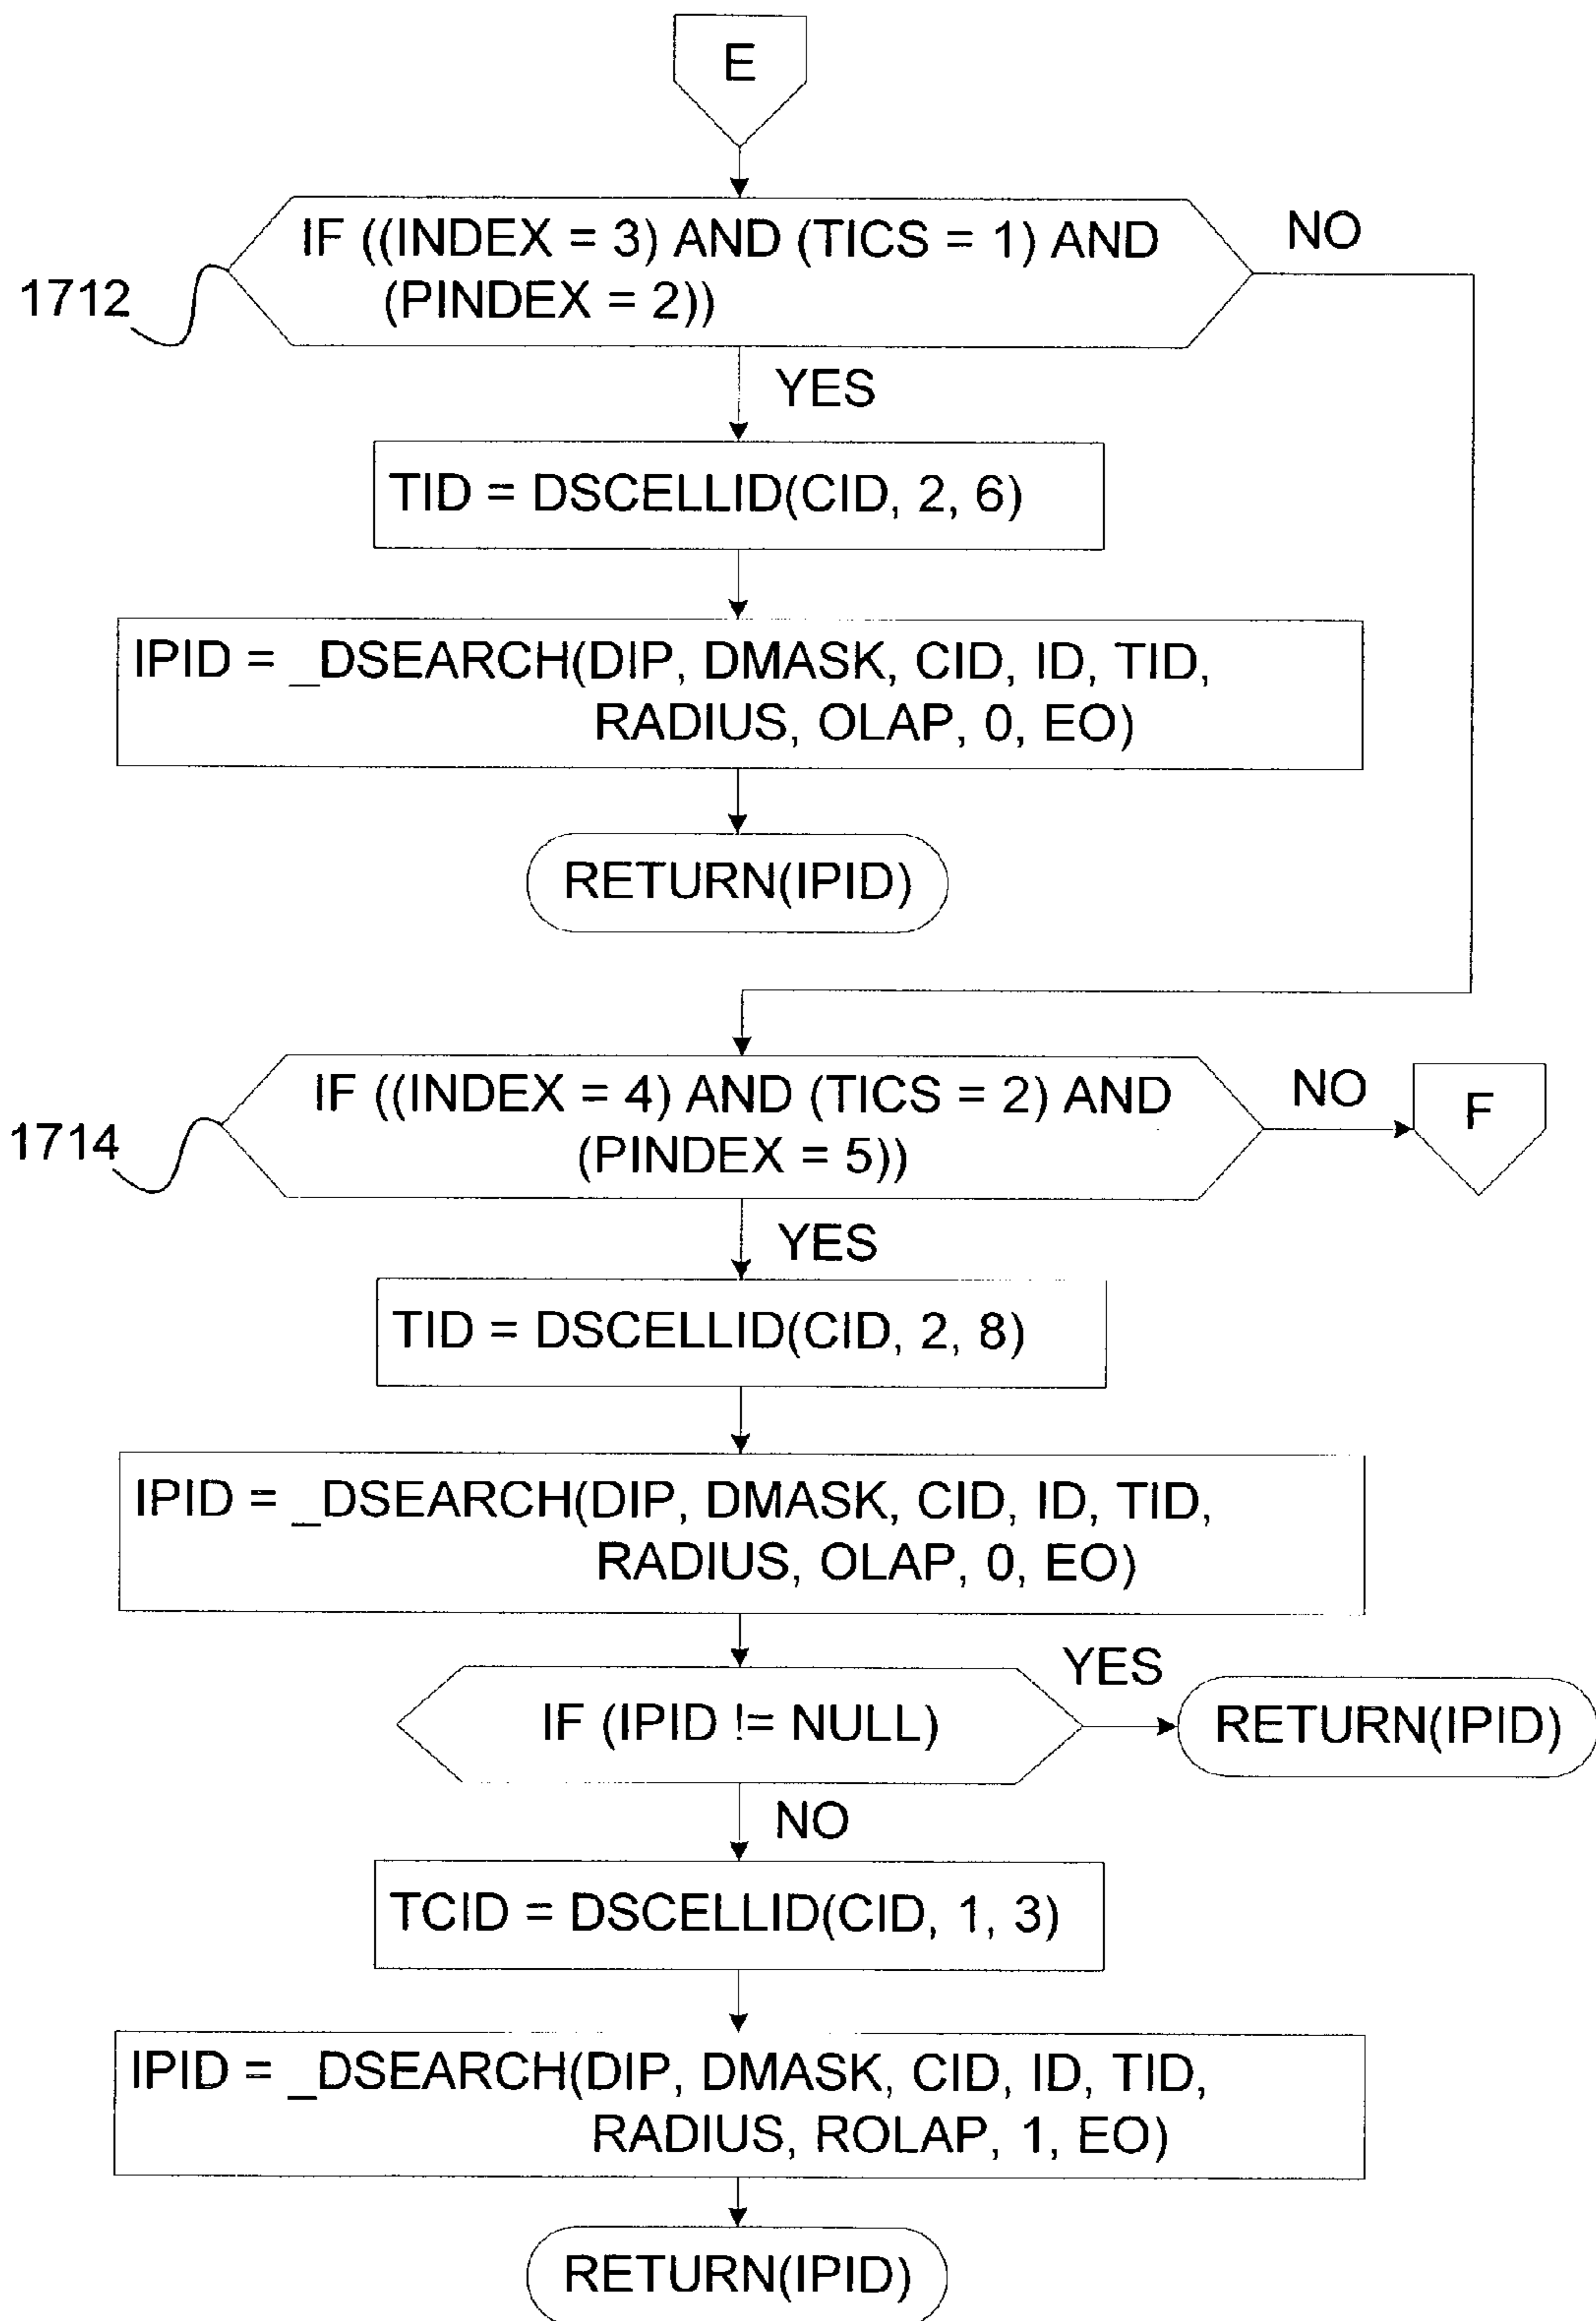 E
IF ((INDEX = 3) AND (TICS = 1) AND
(PINDEX = 2))
NO
1712
YES
TID = DSCELLID(CID, 2, 6)
IPID = _DSEARCH(DIP, DMASK, CID, ID, TID,
RADIUS, OLAP, 0, EO)
RETURN(IPID)
IF ((INDEX = 4) AND (TICS = 2) AND
(PINDEX = 5))
NO
F
1714
YES
TID = DSCELLID(CID, 2, 8)
IPID = _DSEARCH(DIP, DMASK, CID, ID, TID,
RADIUS, OLAP, 0, EO)
IF (IPID != NULL)
YES
RETURN(IPID)
NO
TCID = DSCELLID(CID, 1, 3)
IPID = _DSEARCH(DIP, DMASK, CID, ID, TID,
RADIUS, ROLAP, 1, EO)
RETURN(IPID)